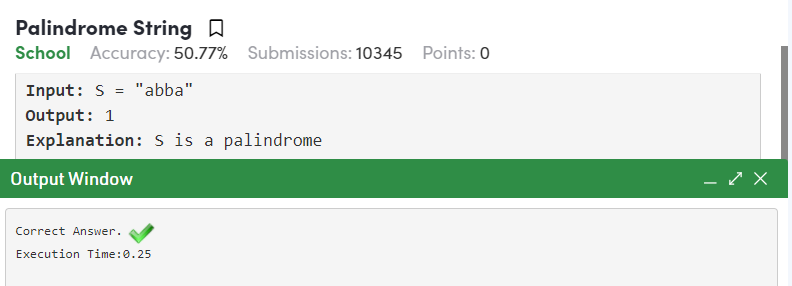 Palindrome String
School Accuracy: 50.77% Submissions: 10345 Points: 0
Input: S = "abba"
Output: 1
Explanation: S is a palindrome
Output Window
Correct Answer.
Execution Time:0.25